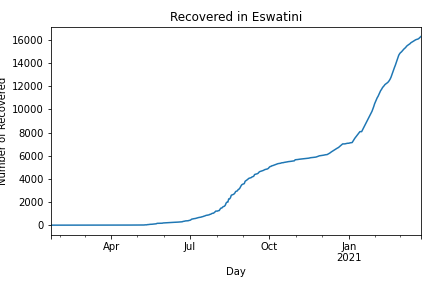 Recovered in Eswatini
16000
14000
12000
10000
8000
6000
4000
2000
0
Number of Recovered
Apr
Jul
Oct
Jan
2021
Day